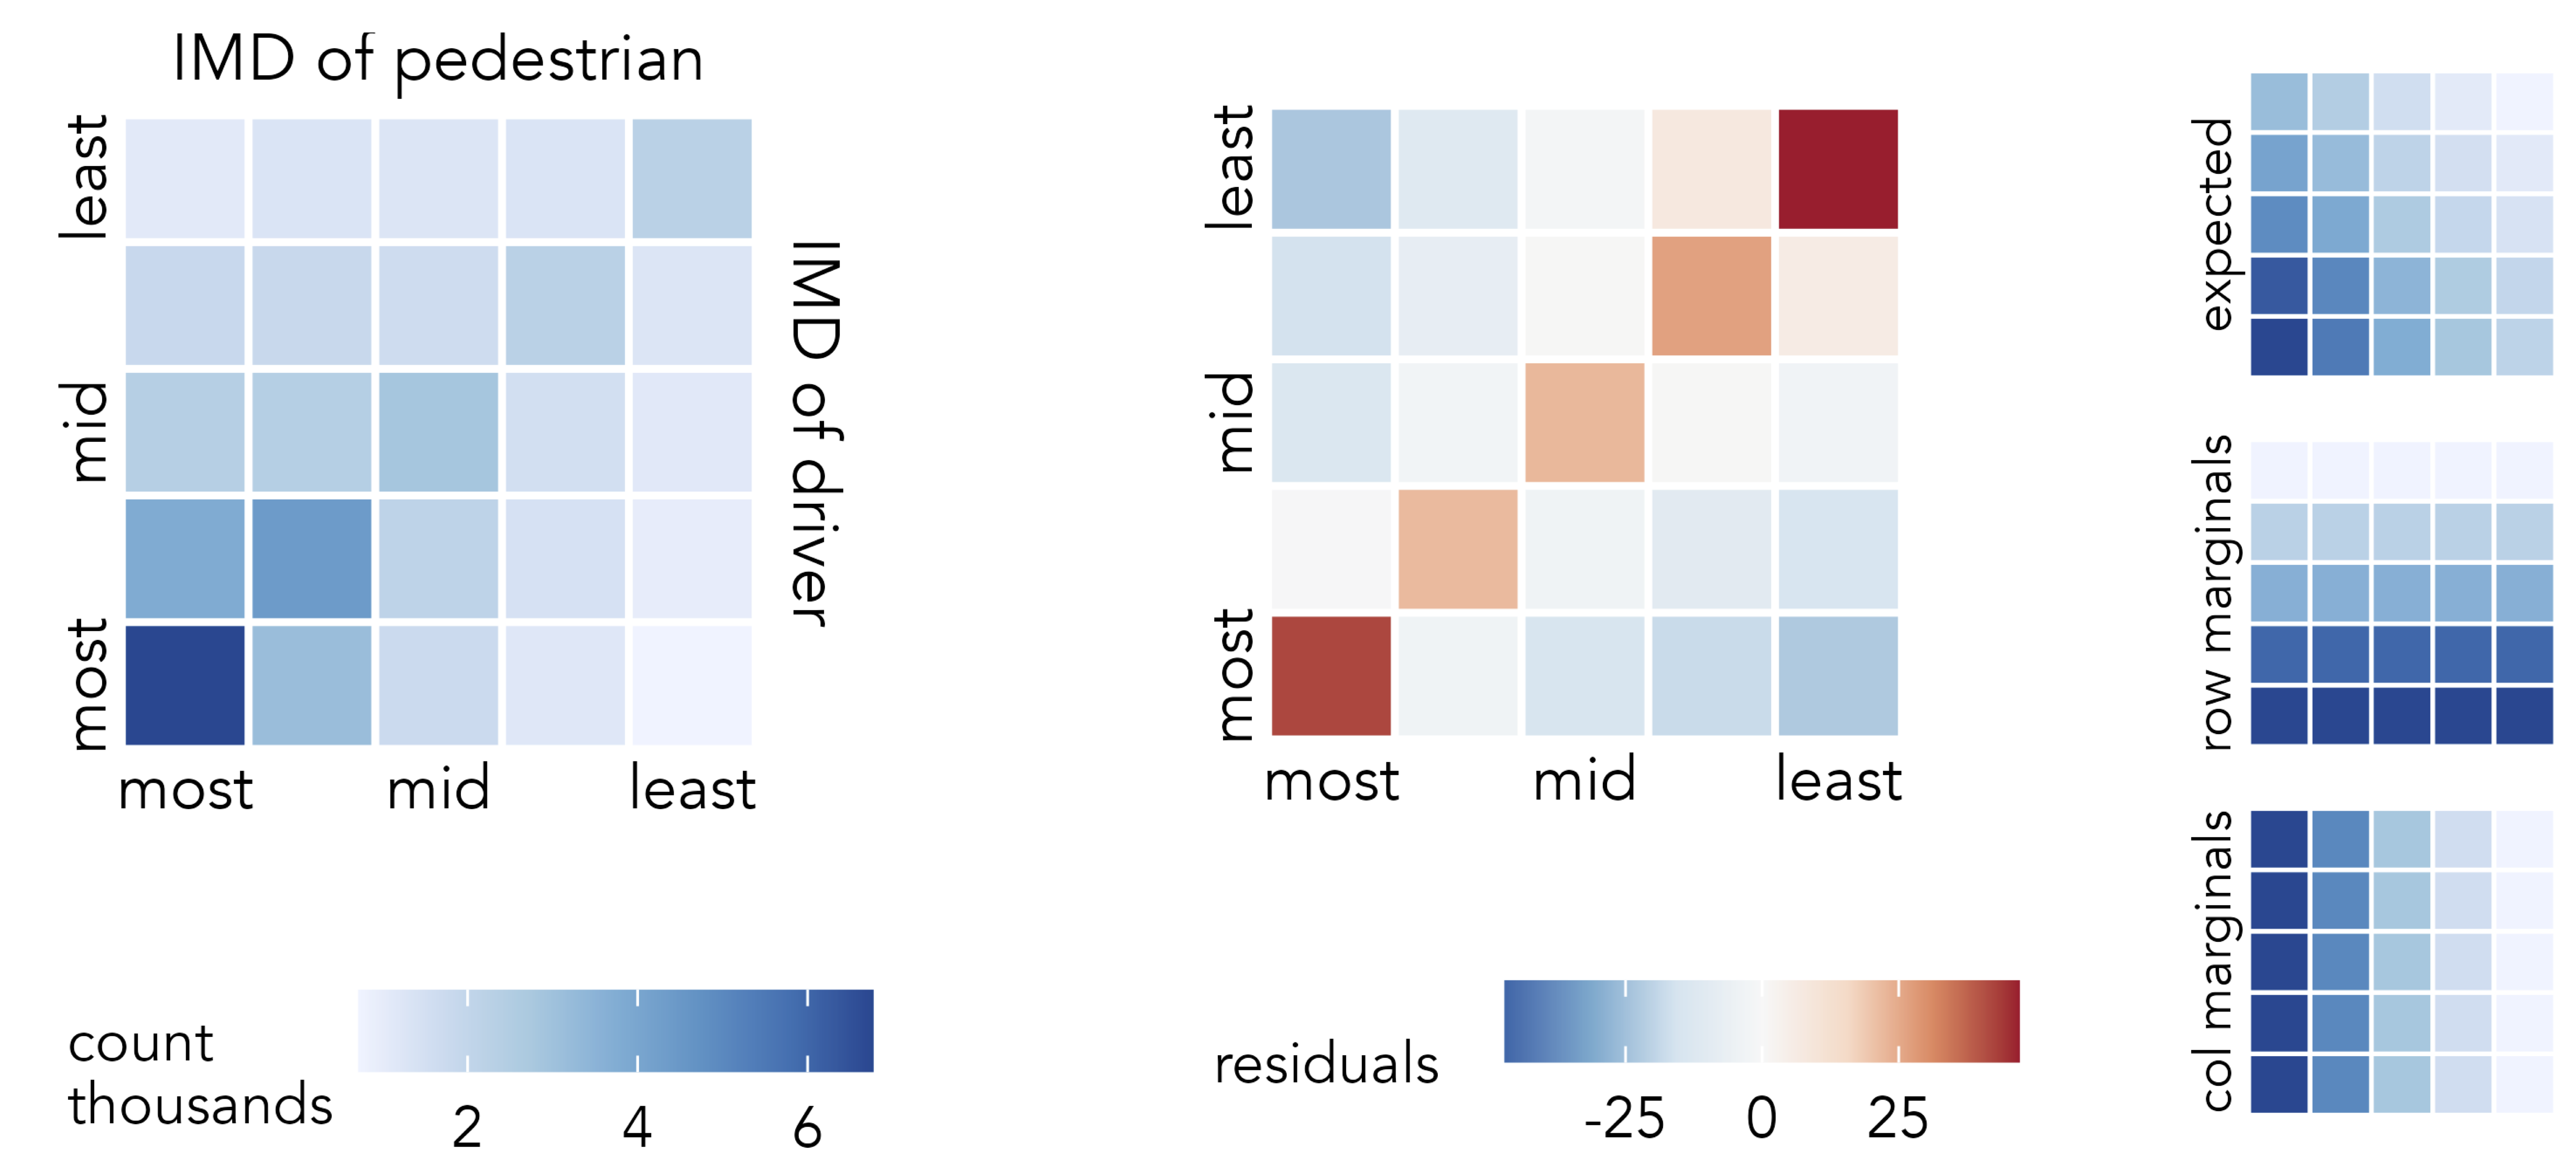 IMD of pedestrian
least
mid
most
IMD of driver
most mid least
count
thousands
2 4 6
least
mid
most
most mid least
residuals
-25 0 25
expected
row marginals
col marginals